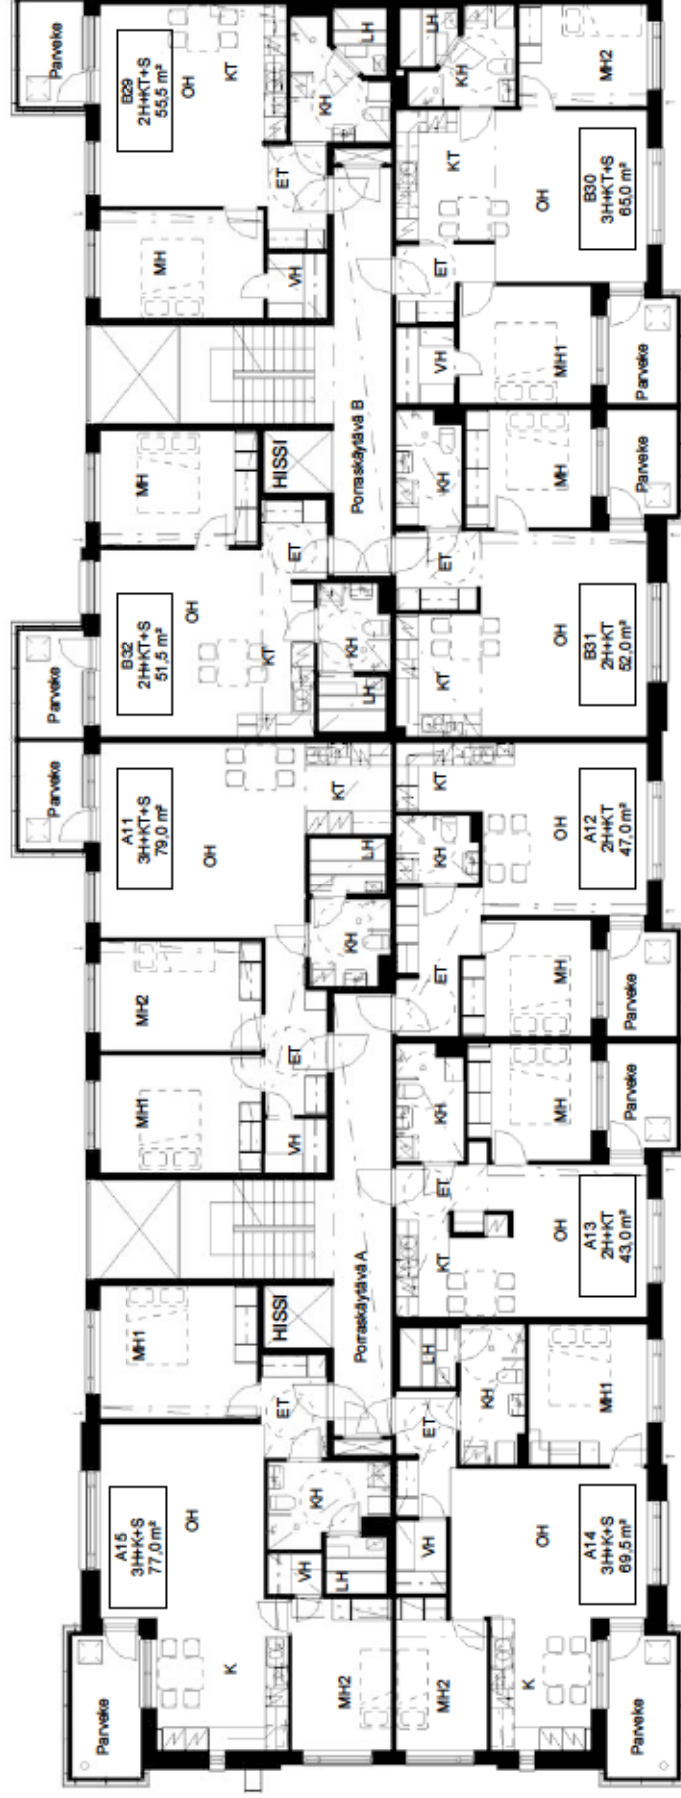 Parveke
A15
3H+K+S
77,0 m²
OH
K
MH1
ET
KH
VH
LH
MH2
HISSI
MH1
MH2
A11
3H+KT+S
79,0 m²
OH
Parveke
VH
ET
KH
LH
KT
Parveke
B32
2H+KT+S
51,5 m²
OH
KT
MH
ET
KH
LH
HISSI
MH
VH
B29
2H+KT+S
55,5 m²
OH
KT
ET
KH
LH
Parveke
Porraskäytävä A
Porraskäytävä B
MH2
VH
ET
LH
KH
MH1
K
OH
A14
3H+K+S
69,5 m²
Parveke
KT
ET
KH
OH
MH
A13
2H+KT
43,0 m²
Parveke
ET
KH
KT
MH
OH
A12
2H+KT
47,0 m²
Parveke
KT
ET
KH
OH
MH
B31
2H+KT
52,0 m²
Parveke
VH
ET
KT
KH
LH
MH1
OH
MH2
B30
3H+KT+S
65,0 m²
Parveke